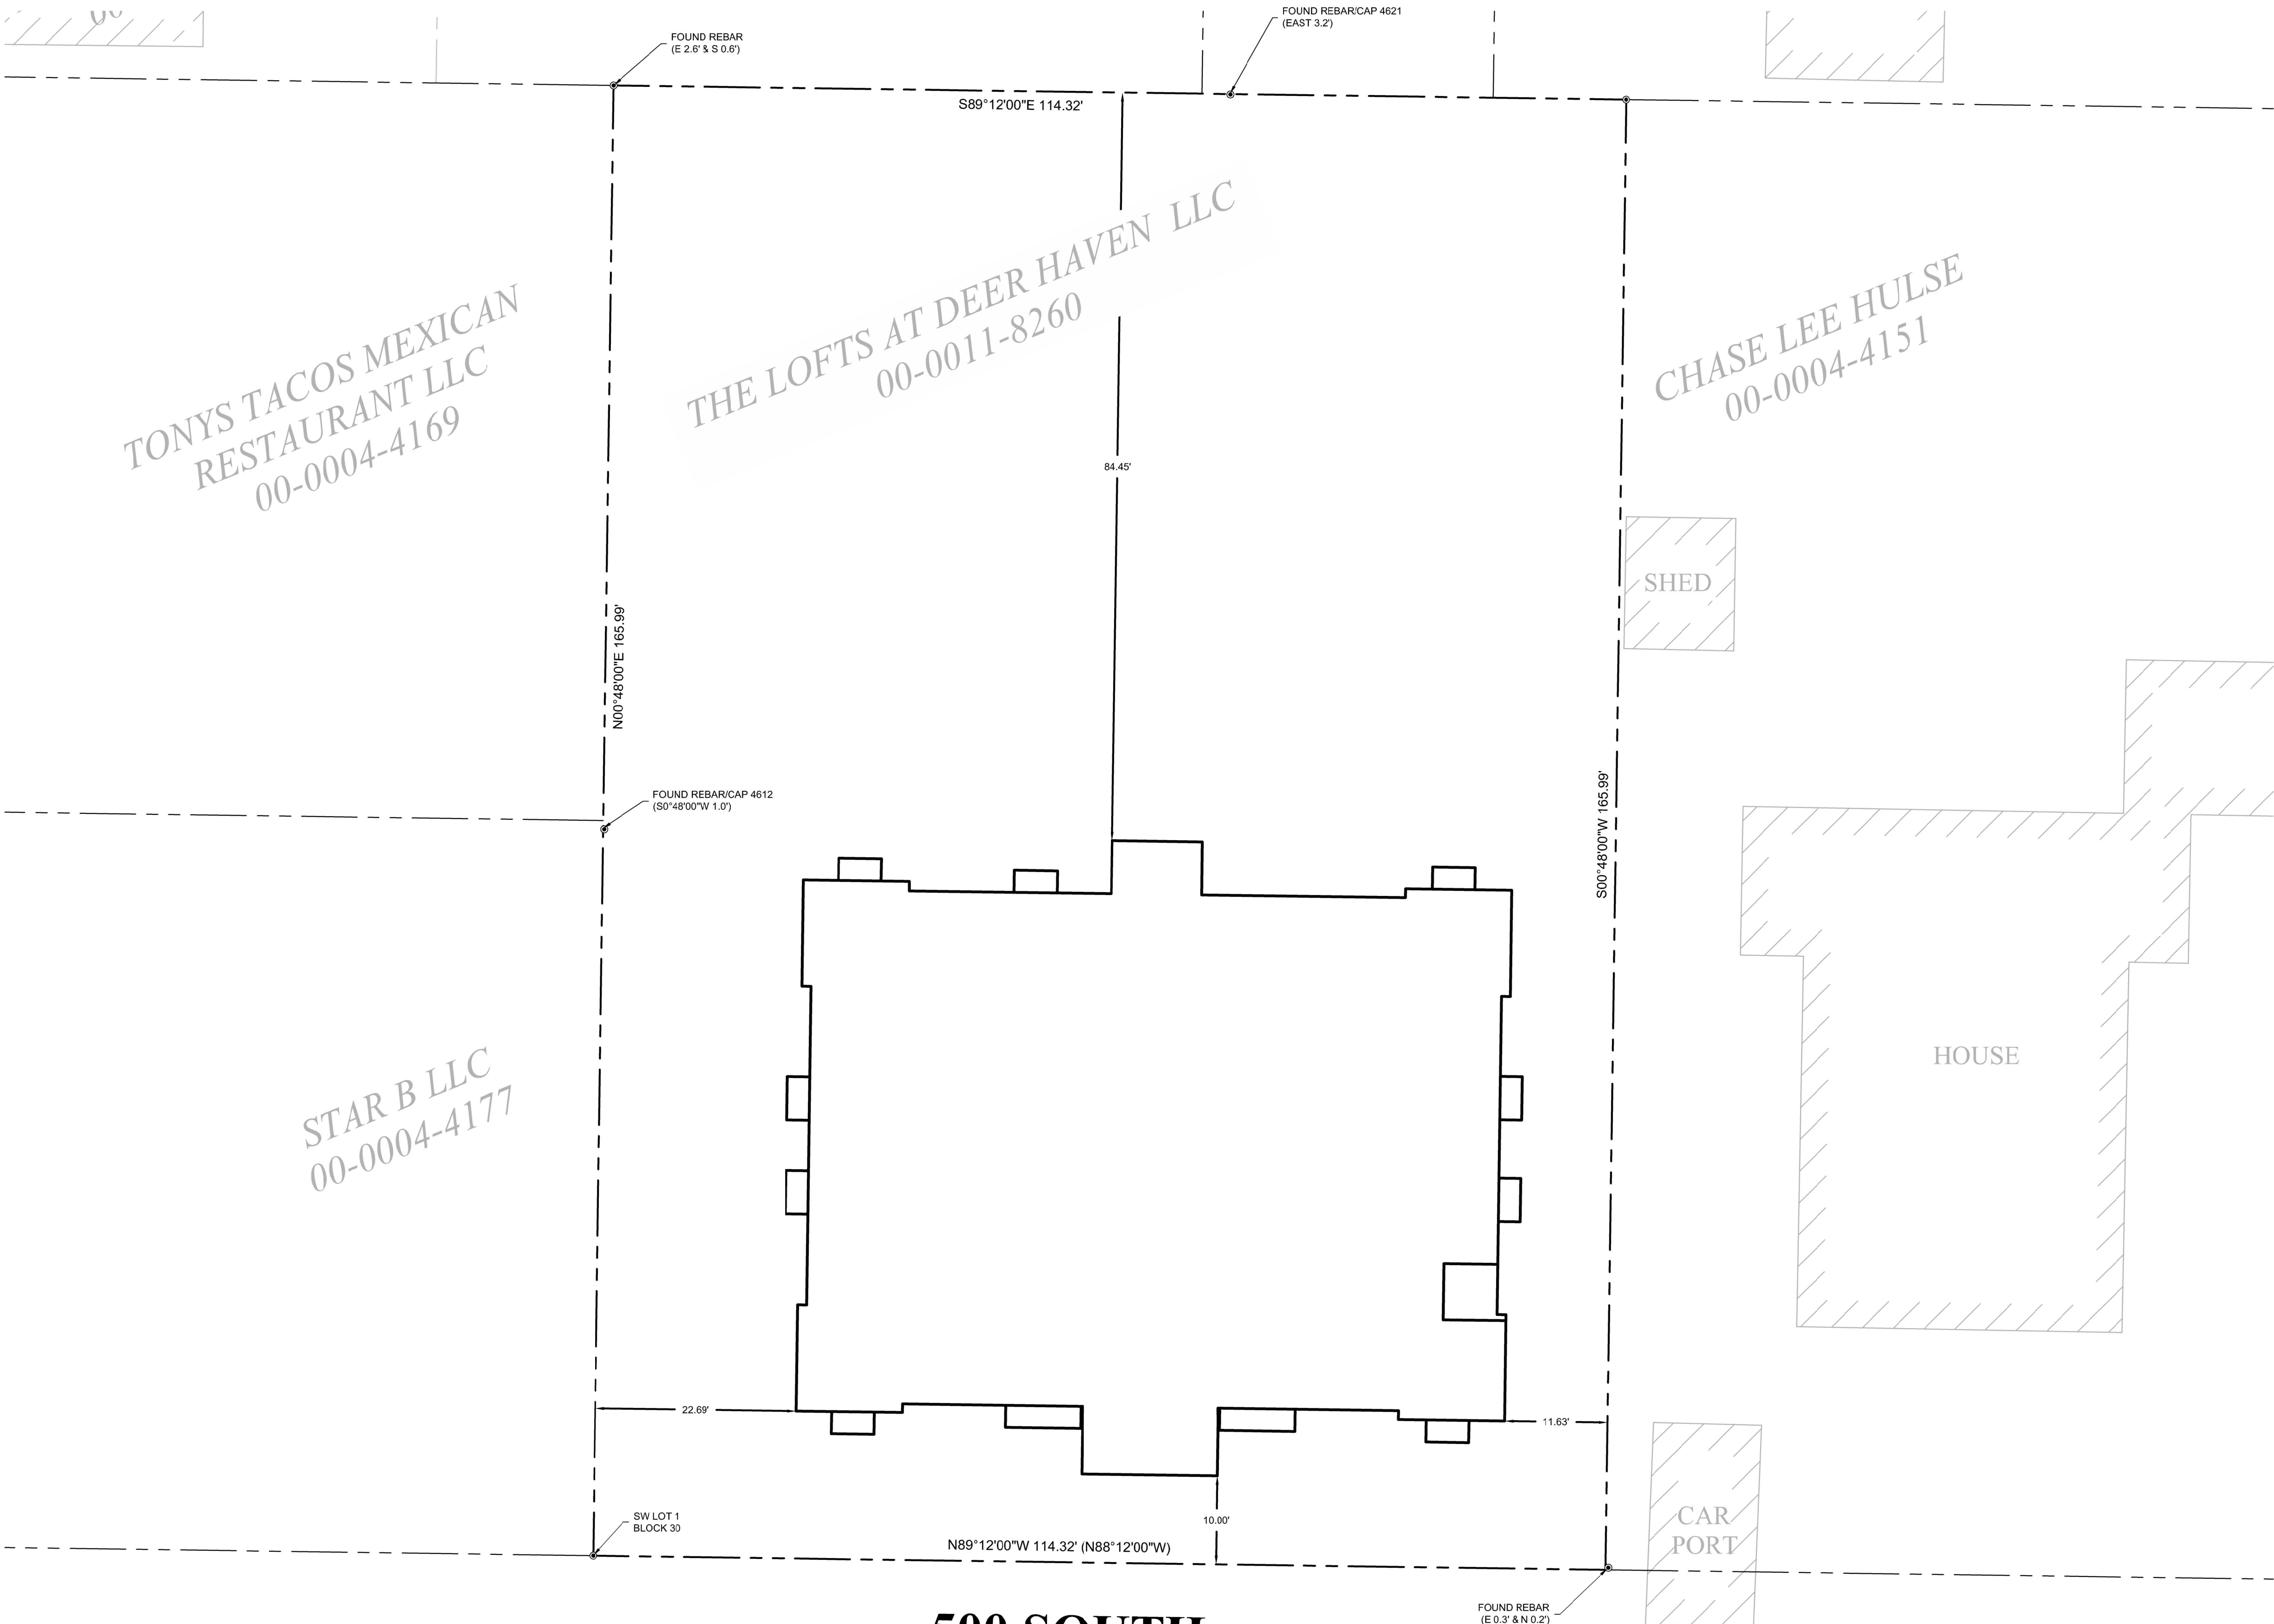 FOUND REBAR/CAP 4621
(EAST 3.2')
FOUND REBAR
(E 2.6' & S 0.6')
S89°12'00"E 114.32'
THE LOFTS AT DEER HAVEN LLC
00-0011-8260
TONYS TACOS MEXICAN
RESTAURANT LLC
00-0004-4169
CHASE LEE HULSE
00-0004-4151
84.45'
SHED
N00°48'00"E 165.99'
S00°48'00"W 165.99'
FOUND REBAR/CAP 4612
(S0°48'00"W 1.0')
HOUSE
STAR B LLC
00-0004-4177
22.69'
11.63'
SW LOT 1
BLOCK 30
10.00'
CAR
PORT
N89°12'00"W 114.32' (N88°12'00"W)
FOUND REBAR
(E 0.3' & N 0.2')
500 SOUTH